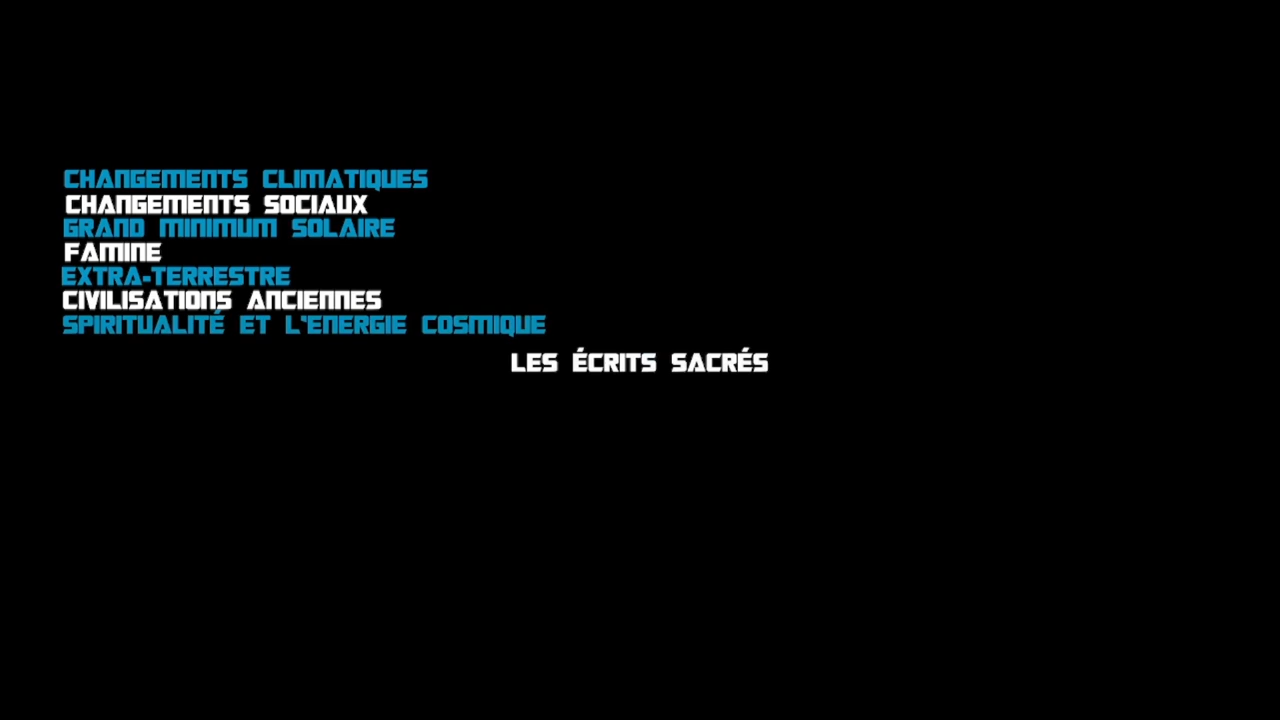 CHANGEMENTS CLIMATIQUES
CHANGEMENTS SOCIAUX
GRAND MINIMUM SOLAIRE
FAMINE
EXTRA-TERRESTRE
CIVILISATIONS ANCIENNES
SPIRITUALITÉ ET L'ENERGIE COSMIQUE
LES ÉCRITS SACRÉS